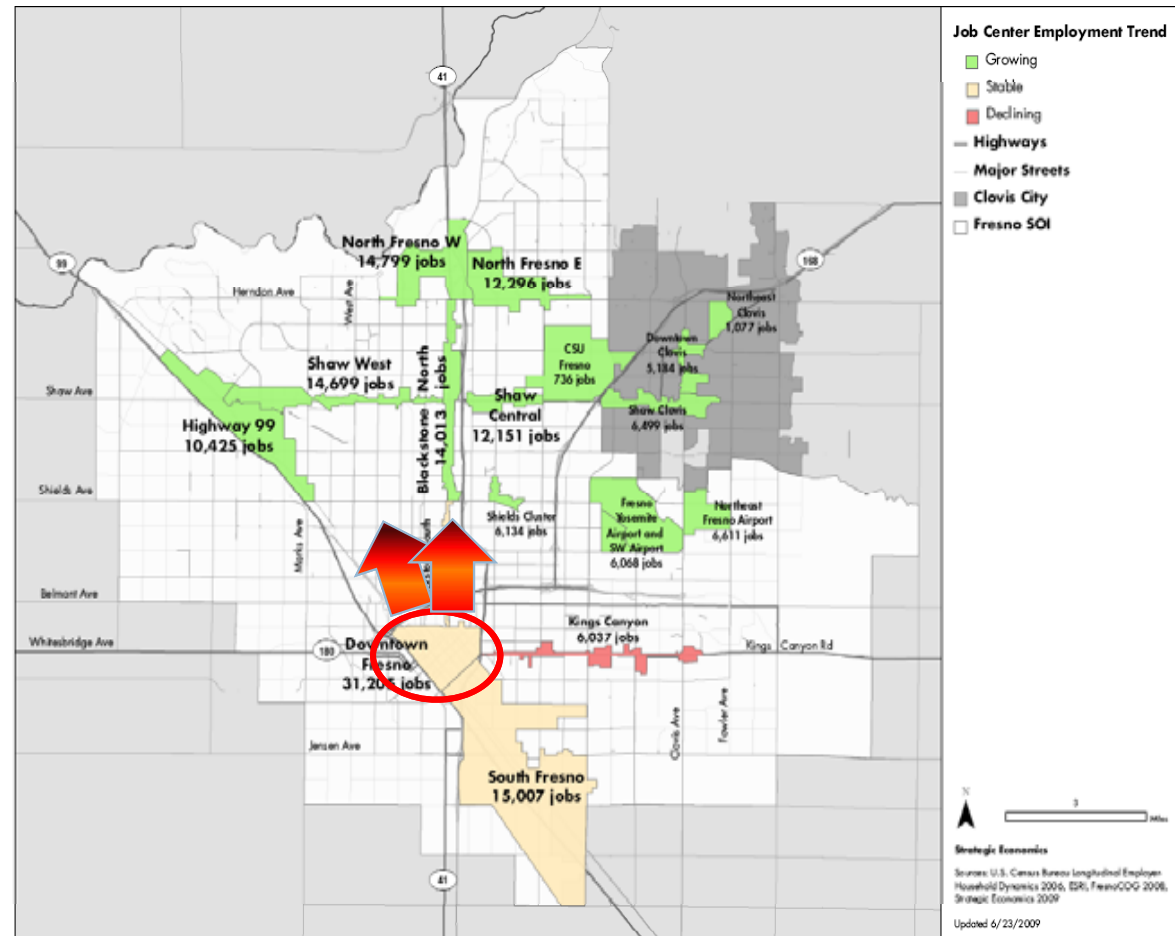 41
North Fresno W
14,799 jobs
North Fresno E
12,296 jobs
99
168
Herndon Ave
West Ave
Northeast
Clovis
1,077 jobs
Downtown
Clovis
5,184 jobs
CSU
Fresno
736 jobs
Shaw West
14,699 jobs
Blackstone North
14,013 jobs
Shaw Ave
Shaw
Central
12,151 jobs
Shaw Clovis
6,499 jobs
Highway 99
10,425 jobs
Shields Ave
Shields Cluster
6,134 jobs
Fresno
Yosemite
Airport and
SW Airport
6,068 jobs
Northeast
Fresno Airport
6,611 jobs
Marks Ave
Belmont Ave
Kings Canyon
6,037 jobs
Whitesbridge Ave
180
Downtown
Fresno
jobs
Kings Canyon Rd
Clovis Ave
Fowler Ave
Jensen Ave
South Fresno
15,007 jobs
41
Job Center Employment Trend
Growing
Stable
Declining
Highways
Major Streets
Clovis City
Fresno SOI
N
3
Miles
Strategic Economics
Sources: U.S. Census Bureau Longitudinal Employer
Household Dynamics 2006, ESRI, FresnoCOG 2008,
Strategic Economics 2009
Updated 6/23/2009